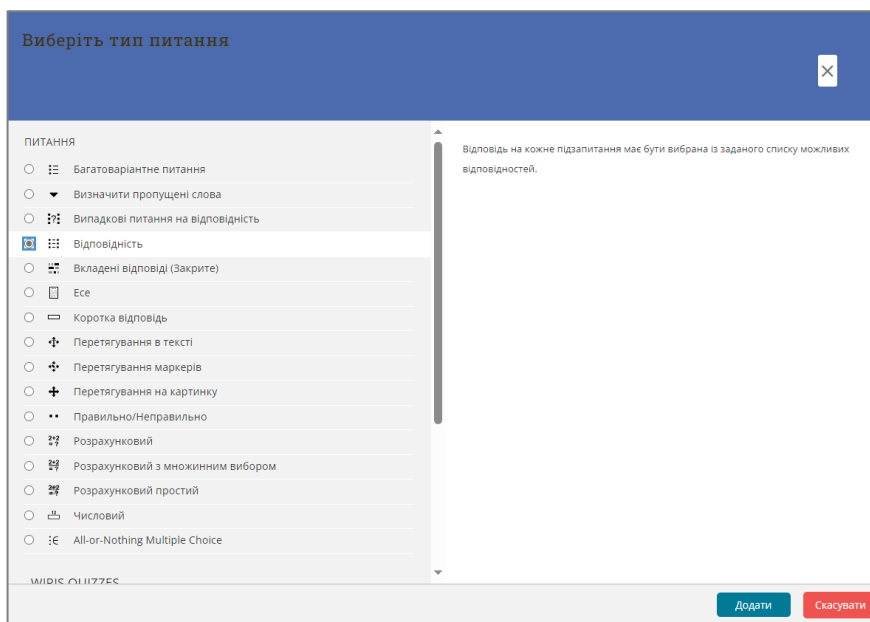 Виберіть тип питання
ПИТАННЯ
Багатоваріантне питання
Визначити пропущені слова
Випадкові питання на відповідність
Відповідність
Вкладені відповіді (Закрите)
Есе
Коротка відповідь
Перетягування в тексті
Перетягування маркерів
Перетягування на картинку
Правильно/Неправильно
Розрахунковий
Розрахунковий з множинним вибором
Розрахунковий простий
Числовий
All-or-Nothing Multiple Choice
WIRIS QUIZZES
Відповідь на кожне підзапитання має бути вибрана із заданого списку можливих
відповідностей.
Додати
Скасувати